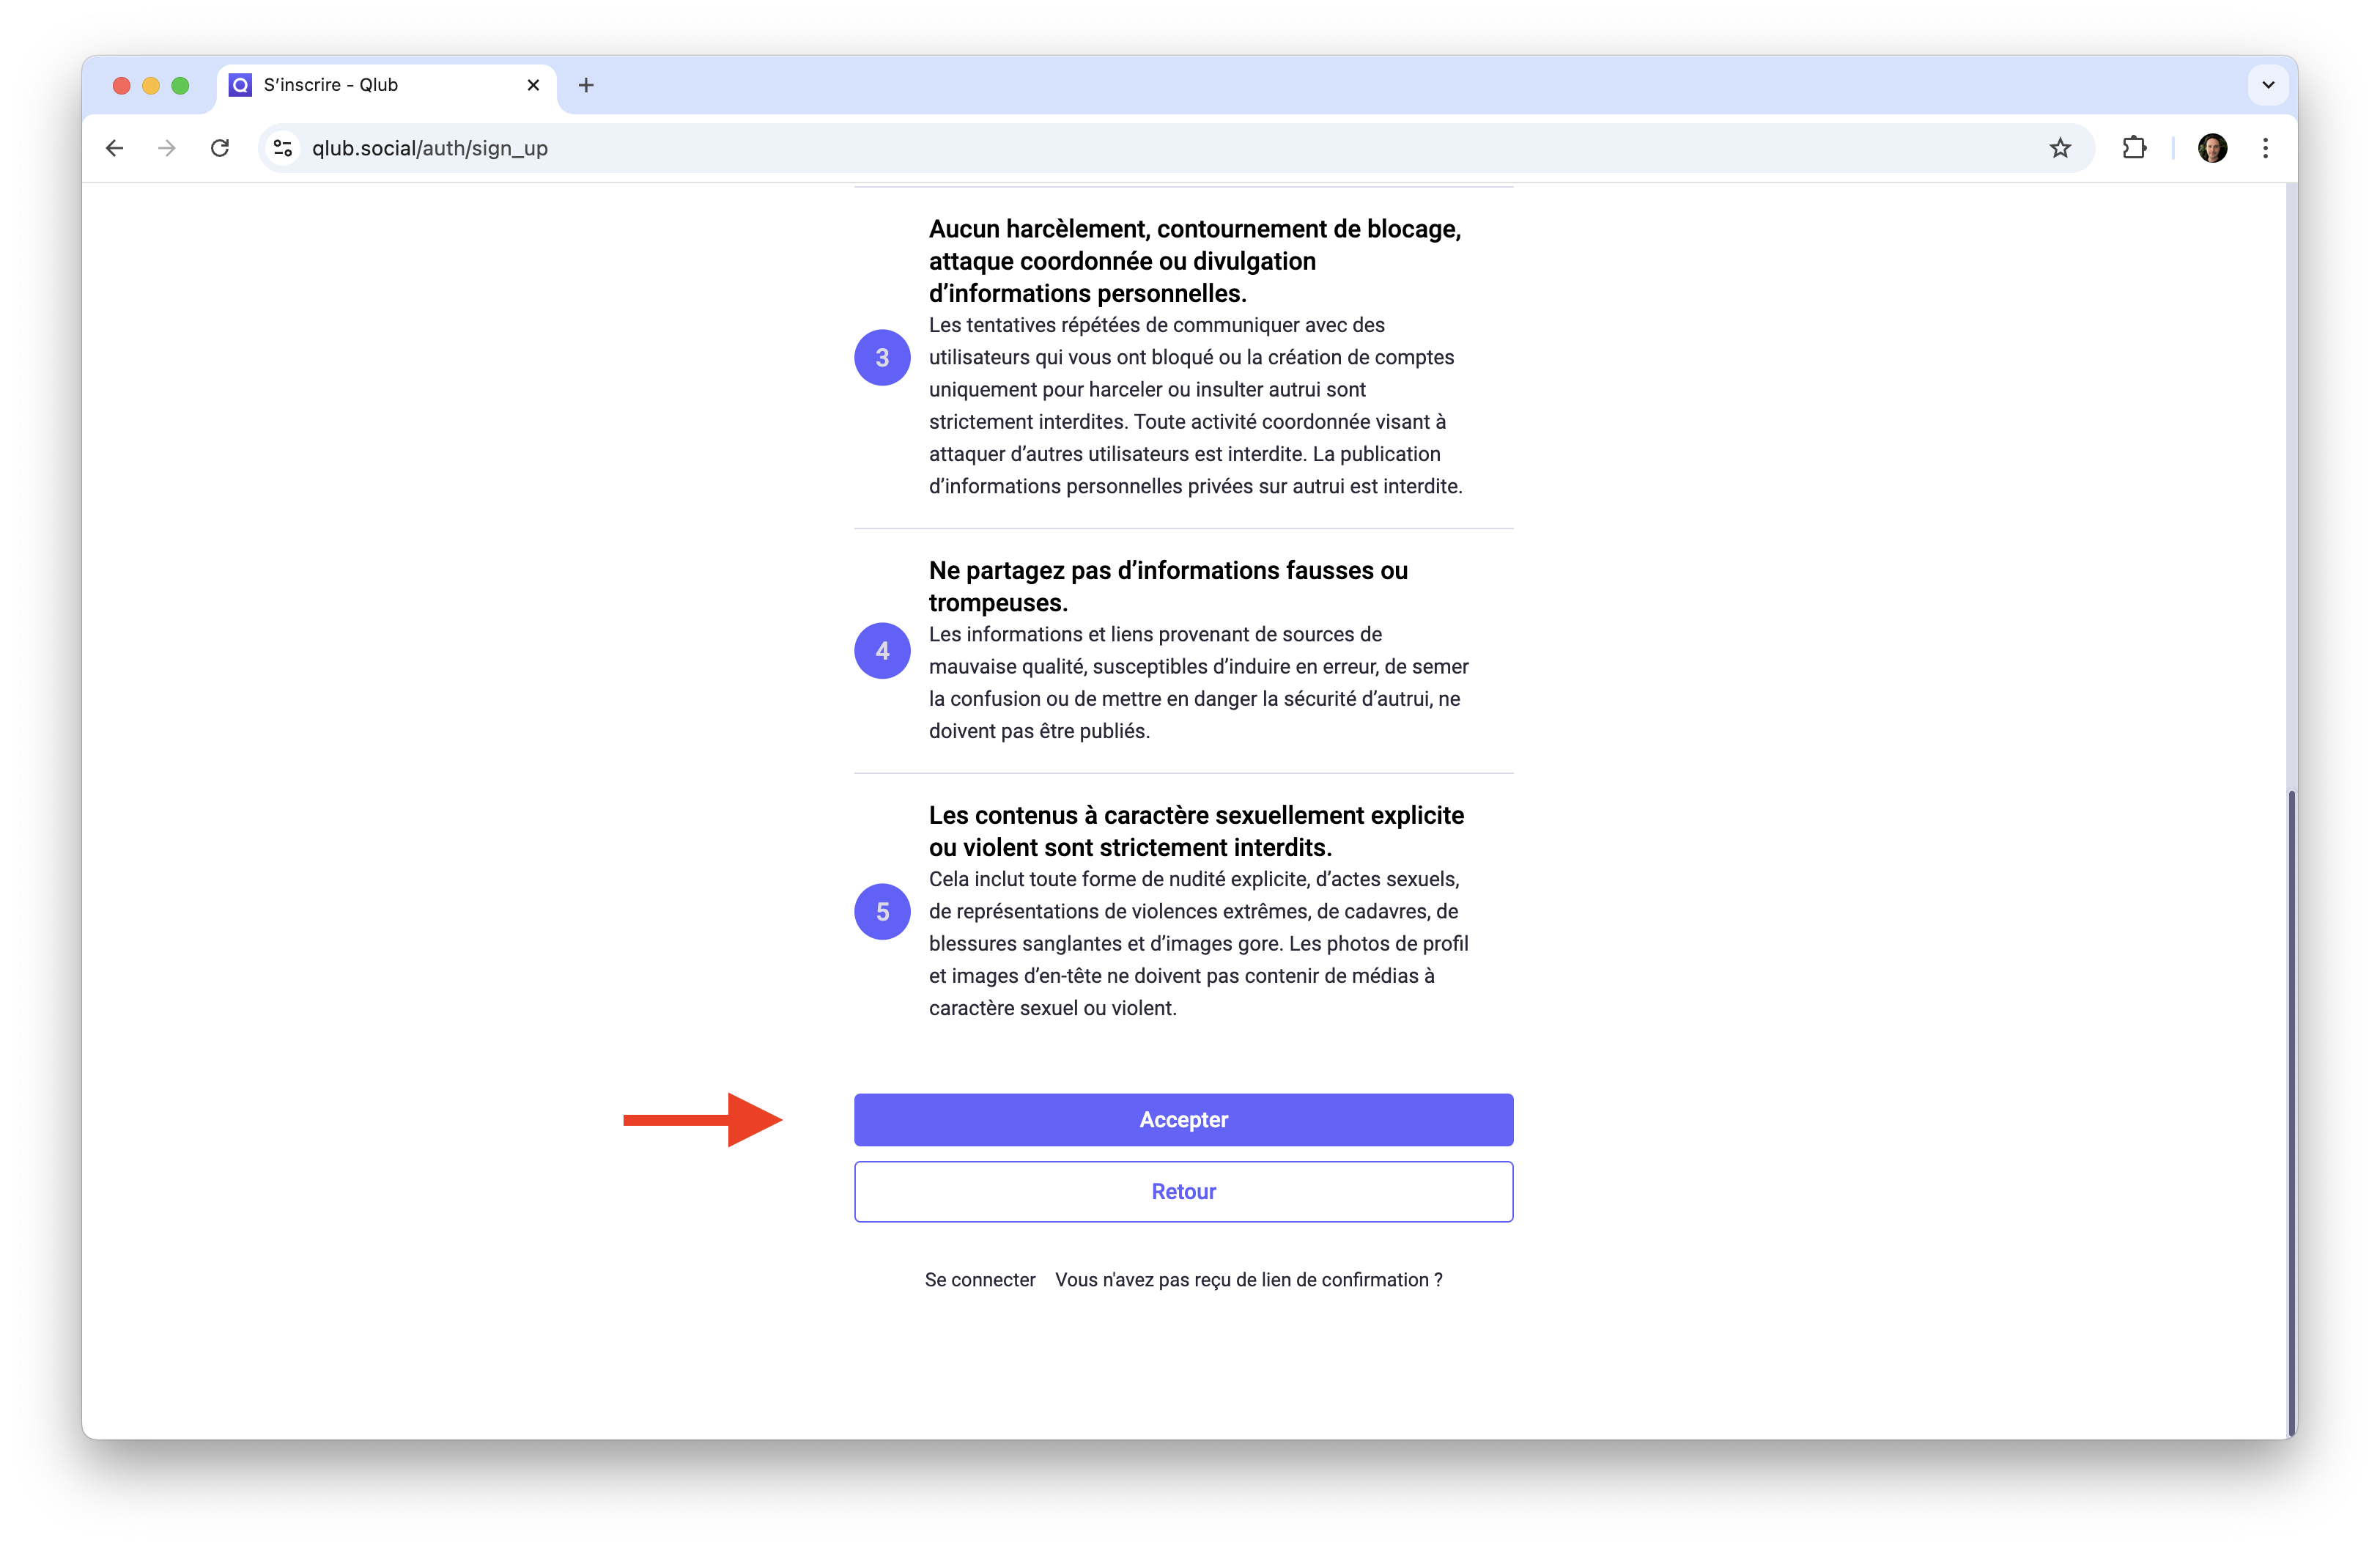 S’inscrire - Qlub
qlub.social/auth/sign_up
Aucun harcèlement, contournement de blocage,
attaque coordonnée ou divulgation
d’informations personnelles.
3
Les tentatives répétées de communiquer avec des
utilisateurs qui vous ont bloqué ou la création de comptes
uniquement pour harceler ou insulter autrui sont
strictement interdites. Toute activité coordonnée visant à
attaquer d’autres utilisateurs est interdite. La publication
d’informations personnelles privées sur autrui est interdite.
Ne partagez pas d’informations fausses ou
trompeuses.
4
Les informations et liens provenant de sources de
mauvaise qualité, susceptibles d’induire en erreur, de semer
la confusion ou de mettre en danger la sécurité d’autrui, ne
doivent pas être publiés.
Les contenus à caractère sexuellement explicite
ou violent sont strictement interdits.
5
Cela inclut toute forme de nudité explicite, d’actes sexuels,
de représentations de violences extrêmes, de cadavres, de
blessures sanglantes et d’images gore. Les photos de profil
et images d’en-tête ne doivent pas contenir de médias à
caractère sexuel ou violent.
Accepter
Retour
Se connecter Vous n'avez pas reçu de lien de confirmation ?